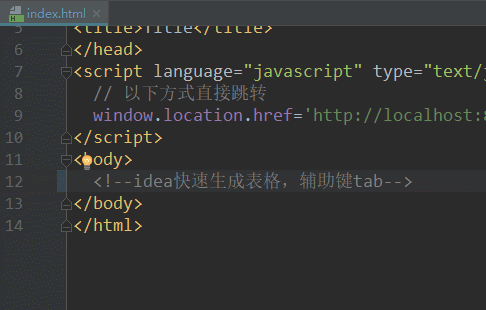 index.html
5 <title>Title</title>
6 </head>
7 <script language="javascript" type="text/j
8 // 以下方式直接跳转
9 window.location.href='http://localhost:8
10 </script>
11 <body>
12 <!--idea快速生成表格，辅助键tab-->
13 </body>
14 </html>